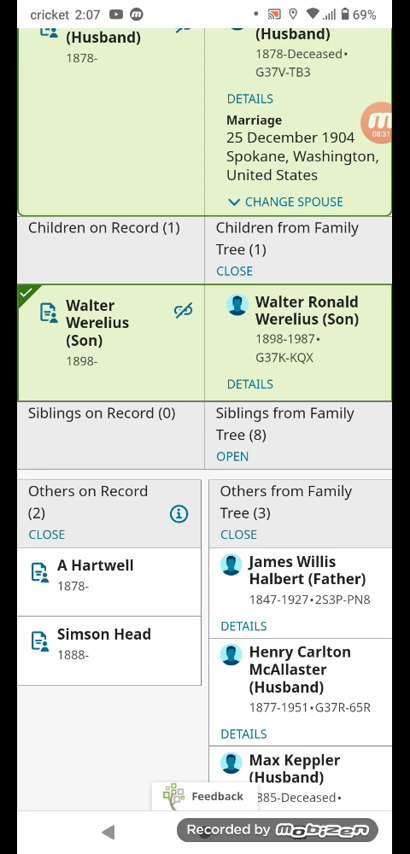 cricket 2:07
69%
(Husband)
1878-
(Husband)
1878-Deceased•
G37V-TB3
DETAILS
Marriage
25 December 1904
Spokane, Washington,
United States
08:31
CHANGE SPOUSE
Children on Record (1)
Children from Family
Tree (1)
CLOSE
Walter
Werelius
(Son)
1898-
Walter Ronald
Werelius (Son)
1898-1987•
G37K-KQX
DETAILS
Siblings on Record (0)
Siblings from Family
Tree (8)
OPEN
Others on Record
(2)
CLOSE
Others from Family
Tree (3)
CLOSE
A Hartwell
1878-
Simson Head
1888-
James Willis
Halbert (Father)
1847-1927•2S3P-PN8
DETAILS
Henry Carlton
McAllaster
(Husband)
1877-1951•G37R-65R
DETAILS
Max Keppler
(Husband)
885-Deceased•
Feedback
Recorded by mobizen